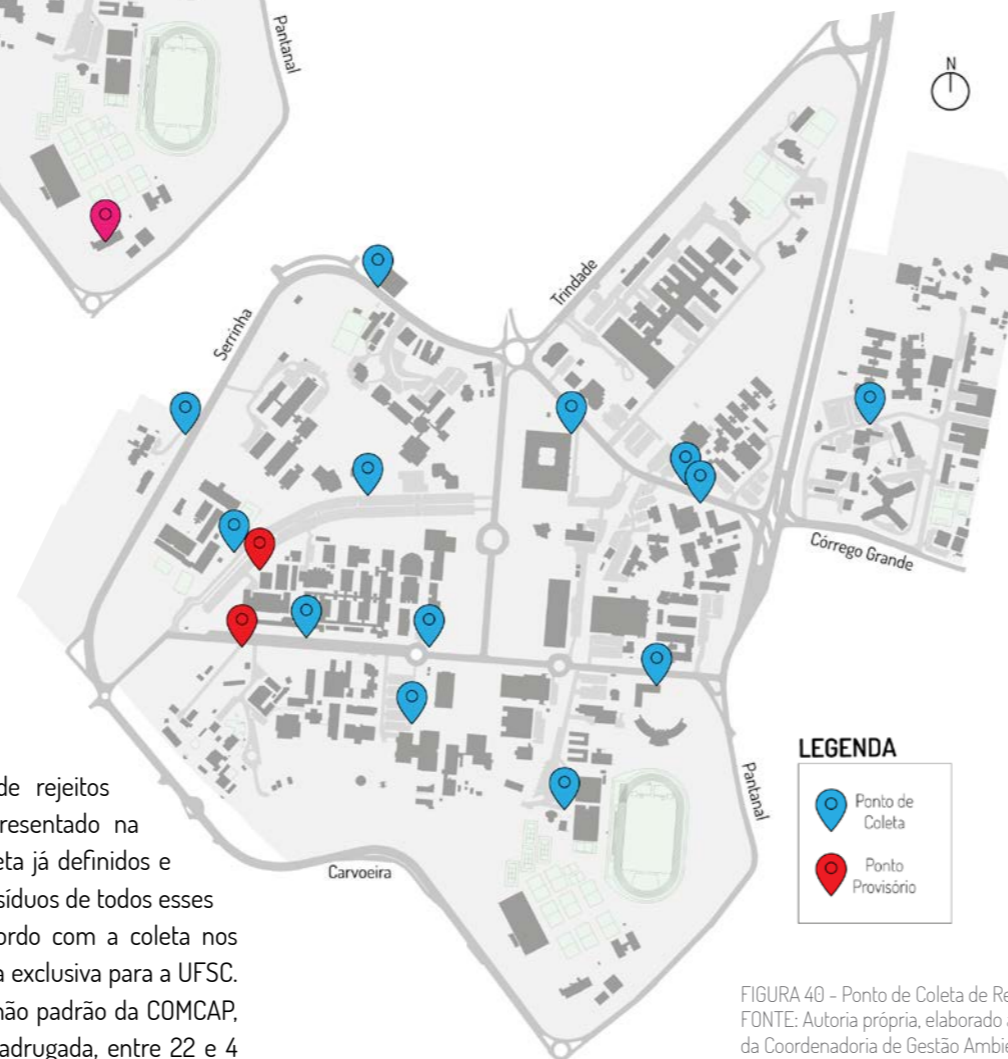 Pantanal
N
Trindade
Serrinha
Córrego Grande
Pantanal
Carvoeira
LEGENDA
Ponto de
Coleta
Ponto
Provisório
de rejeitos
resentado na
eta já definidos e
síduos de todos esses
ordo com a coleta nos
a exclusiva para a UFSC.
hão padrão da COMCAP,
adrugada, entre 22 e 4
FIGURA 40 - Ponto de Coleta de Re
FONTE: Autoria própria, elaborado a
da Coordenadoria de Gestão Ambie